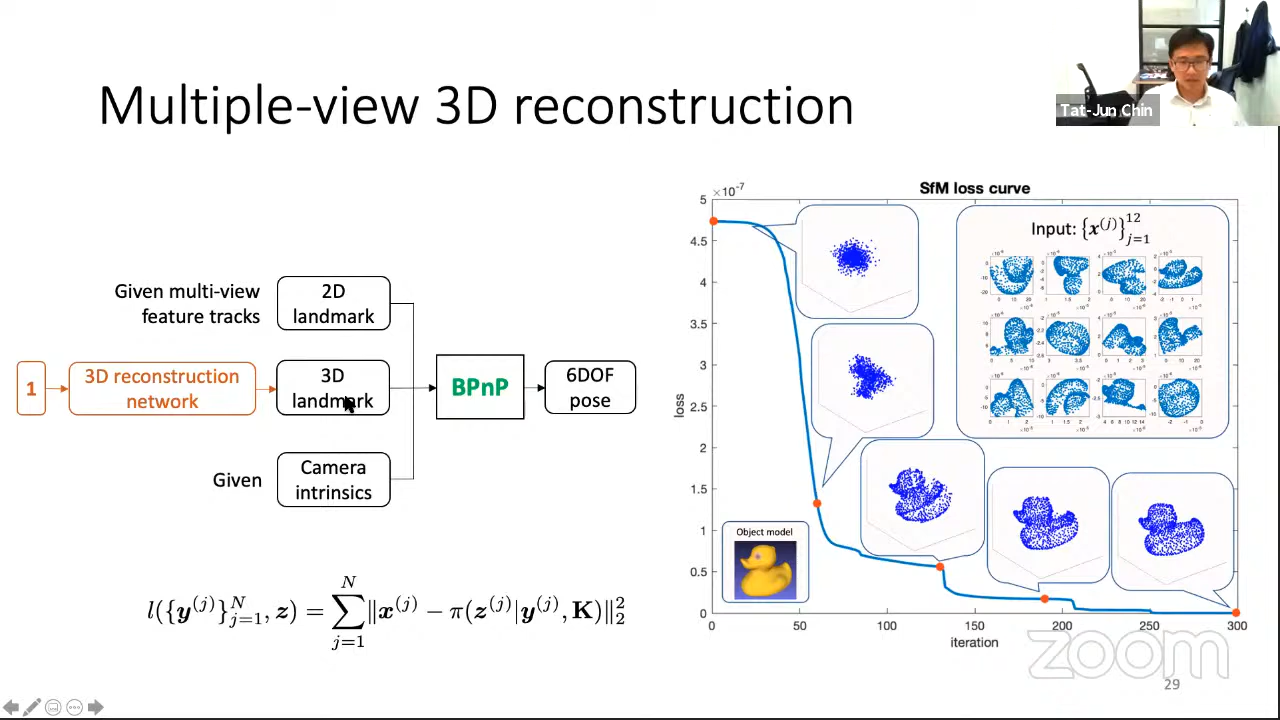 Multiple-view 3D reconstruction
Tat-Jun Chin
Given multi-view
feature tracks
2D
landmark
1
3D reconstruction
network
3D
landmark
BPnP
6DOF
pose
Given
Camera
intrinsics
l({y^(j)}_{j=1}^N, z) = ∑_{j=1}^{N} ‖x^(j) − π(z^(j)|y^(j), K)‖_2^2
SfM loss curve
×10^-7
5
4.5
4
3.5
3
2.5
2
1.5
1
0.5
0
loss
0 50 100 150 200 250 300
iteration
Input: {x^(j)}_{j=1}^{12}
Object model
zoom
29